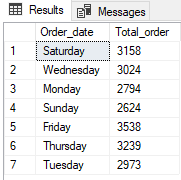 Results Messages
Order_date Total_order
1 Saturday 3158
2 Wednesday 3024
3 Monday 2794
4 Sunday 2624
5 Friday 3538
6 Thursday 3239
7 Tuesday 2973